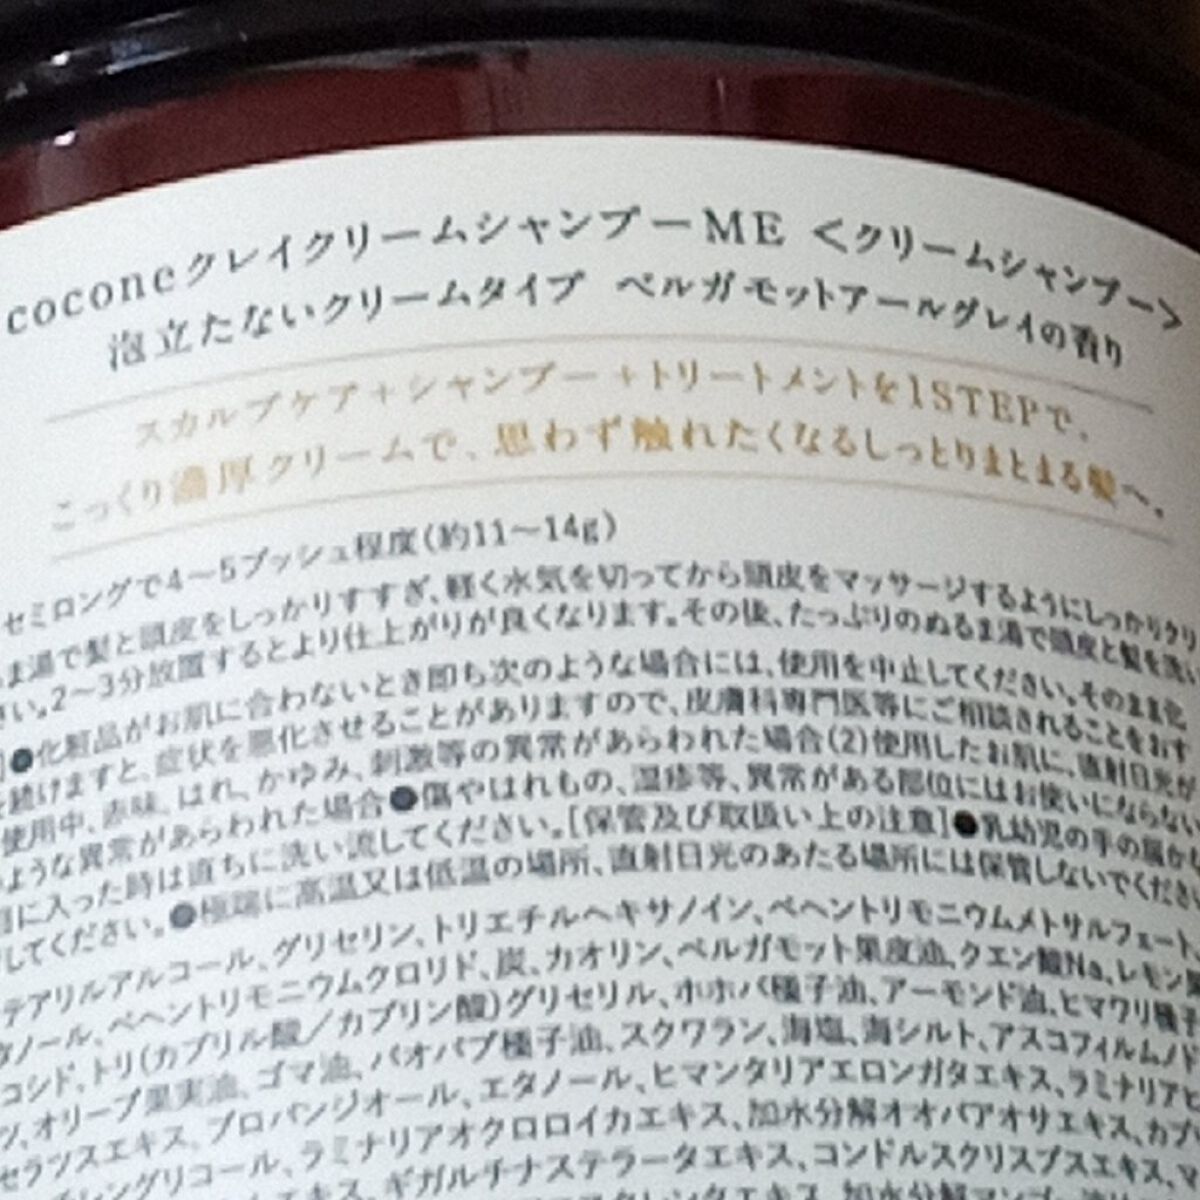 coconeクレイクリームシャンプーME <クリームシャンプー>
泡立たないクリームタイプ ベルガモットアールグレイの香り
スカルプケア+シャンプー+トリートメントを1STEPで、
こっくり濃厚クリームで、思わず触れたくなるしっとりまとまる髪へ。
セミロングで4〜5プッシュ程度(約11〜14g)
ま湯で髪と頭皮をしっかりすすぎ、軽く水気を切ってから頭皮をマッサージするようにしっかりクリ
さい。2〜3分放置するとより仕上がりが良くなります。その後、たっぷりのぬるま湯で頭皮と髪を洗い
]●化粧品がお肌に合わないとき即ち次のような場合には、使用を中止してください。そのまま化
を続けますと、症状を悪化させることがありますので、皮膚科専門医等にご相談されることをおす
使用中、赤味、はれ、かゆみ、刺激等の異常があらわれた場合(2)使用したお肌に、直射日光が
ような異常があらわれた場合●傷やはれもの、湿疹等、異常がある部位にはお使いにならない
目に入った時は直ちに洗い流してください。[保管及び取扱い上の注意]●乳幼児の手の届か
してください。●極端に高温又は低温の場所、直射日光のあたる場所には保管しないでくださ
テアリルアルコール、グリセリン、トリエチルヘキサノイン、ベヘントリモニウムメトサルフェート、
タノール、ベヘントリモニウムクロリド、炭、カオリン、ベルガモット果皮油、クエン酸Na、レモン
コシド、トリ(カプリル酸/カプリン酸)グリセリル、ホホバ種子油、アーモンド油、ヒマワリ種子
、オリーブ果実油、ゴマ油、バオバブ種子油、スクワラン、海塩、海シルト、アスコフィルムノド
セランスエキス、プロパンジオール、エタノール、ヒマンタリアエロンガタエキス、ラミナリアヒ
チレングリコール、ラミナリアオクロロイカエキス、加水分解オオバアオサエキス、カプ
エキス、ギガルチナステラータエキス、コンドルスクリスプスエキス、